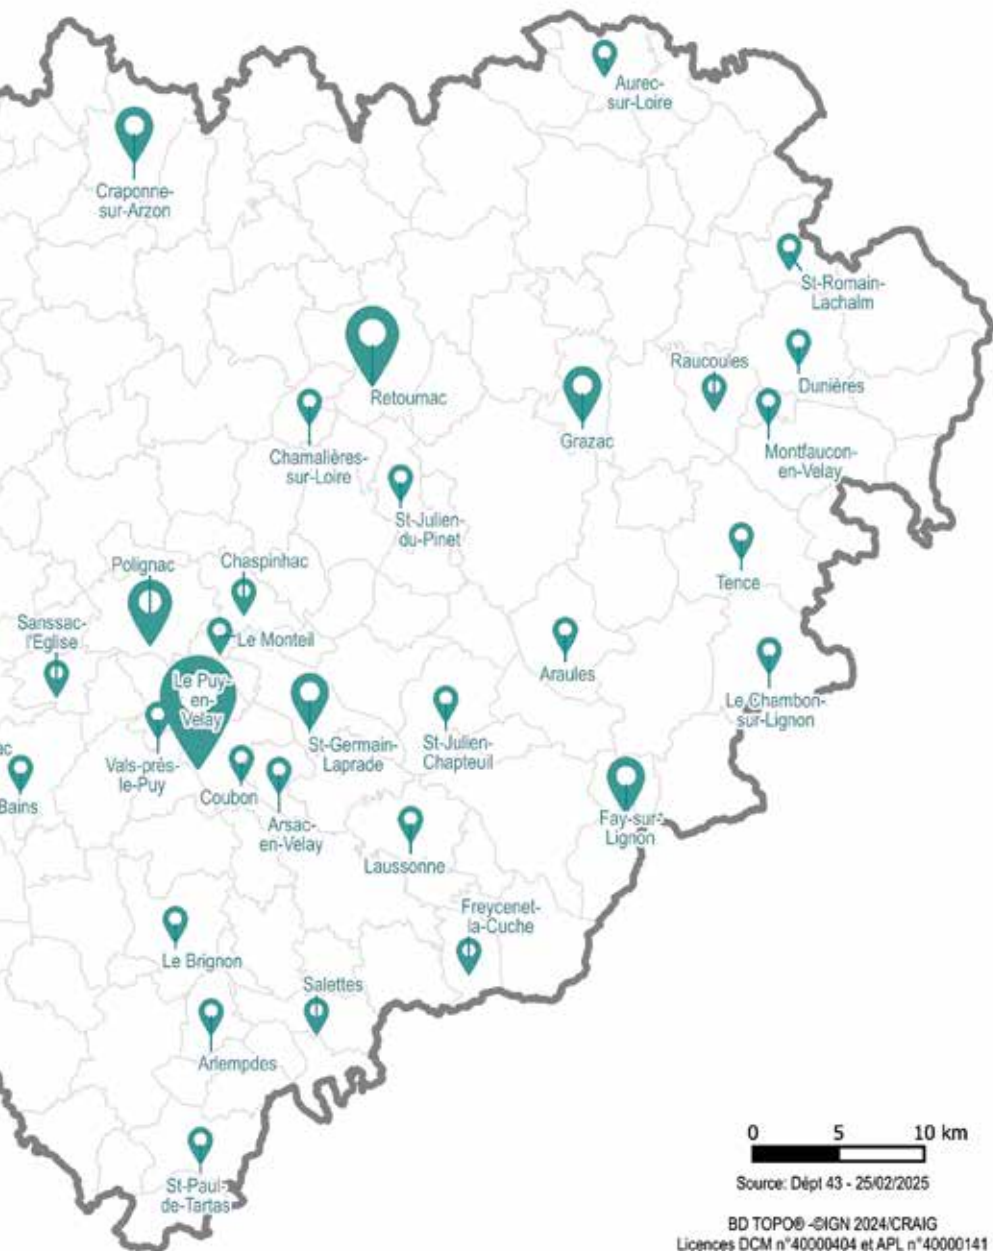 Aurec-
sur-Loire
Craponne-
sur-Arzon
St-Romain-
Lachalm
Raucoules
Dunières
Retournac
Grazac
Chamalières-
sur-Loire
Montfaucon-
en-Velay
St-Julien-
du-Pinet
Polignac
Chaspinhac
Tence
Sanssac-
l'Eglise
Le Monteil
Araules
Le Puy-
en-
Velay
Le Chambon-
sur-Lignon
St-Germain-
Laprade
St-Julien-
Chapteuil
ac
Vals-près-
le-Puy
Bains
Coubon
Arsac-
en-Velay
Fay-sur-
Lignon
Laussonne
Freycenet-
la-Cuche
Le Brignon
Salettes
Arlempdes
St-Paul-
de-Tartas
0 5 10 km
Source: Dépt 43 - 25/02/2025
BD TOPO® -©IGN 2024/CRAIG
Licences DCM n°40000404 et APL n°40000141